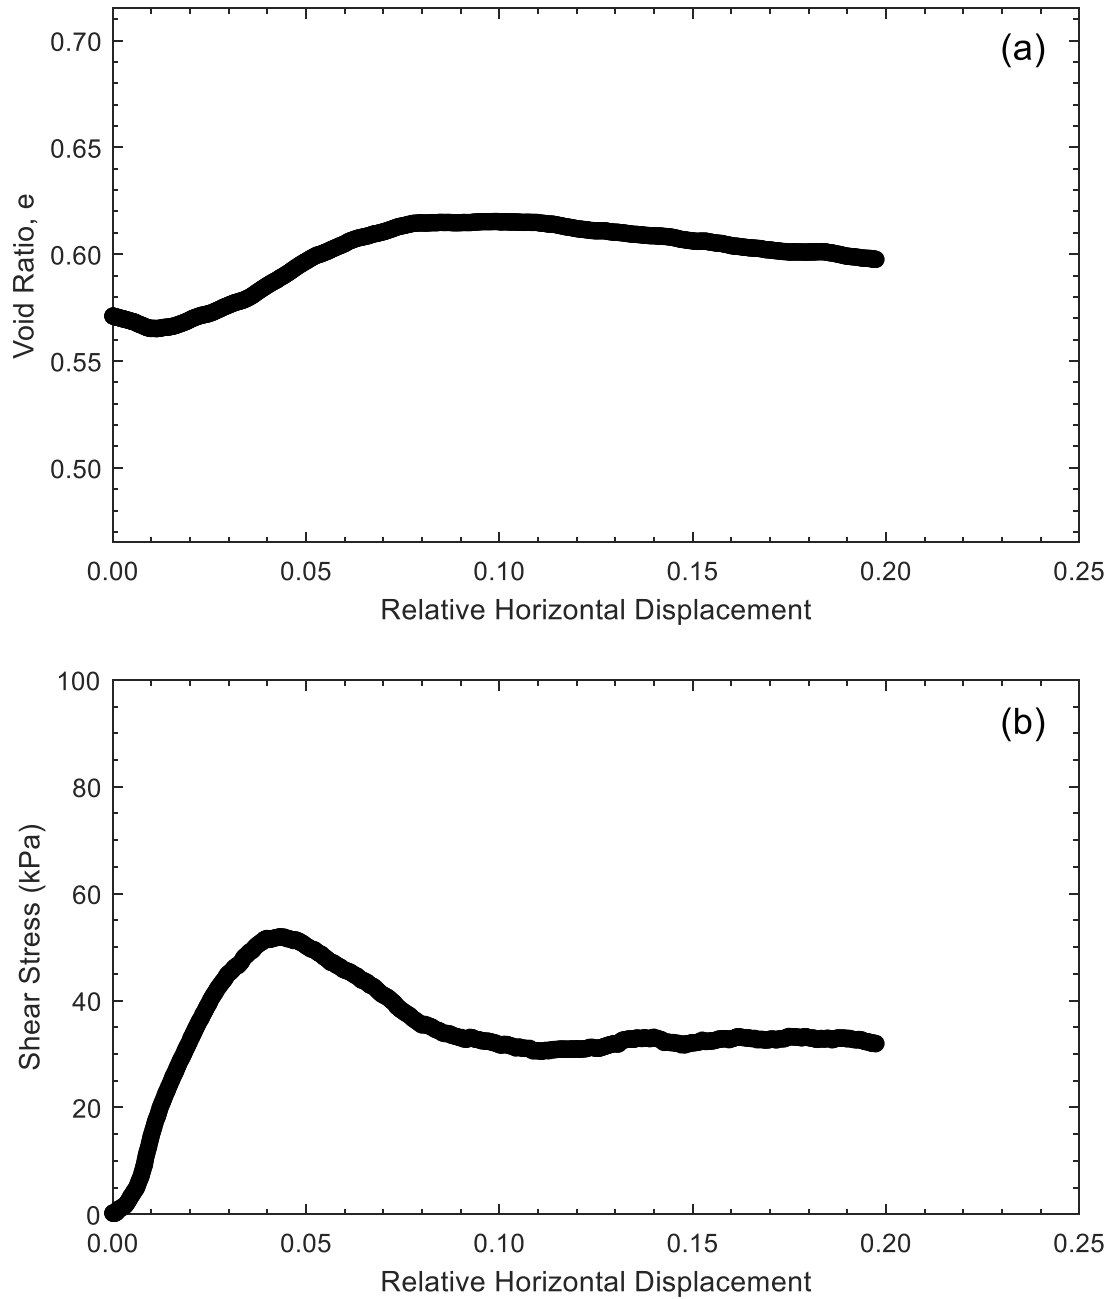 (a)
Void Ratio, e
0.70
0.65
0.60
0.55
0.50
0.00 0.05 0.10 0.15 0.20 0.25
Relative Horizontal Displacement
(b)
Shear Stress (kPa)
100
80
60
40
20
0
0.00 0.05 0.10 0.15 0.20 0.25
Relative Horizontal Displacement